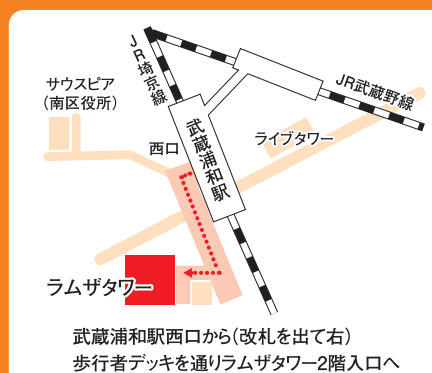 JR埼京線
JR武蔵野線
サウスピア
(南区役所)
西口
武蔵浦和駅
ライブタワー
ラムザタワー
武蔵浦和駅西口から(改札を出て右)
歩行者デッキを通りラムザタワー2階入口へ